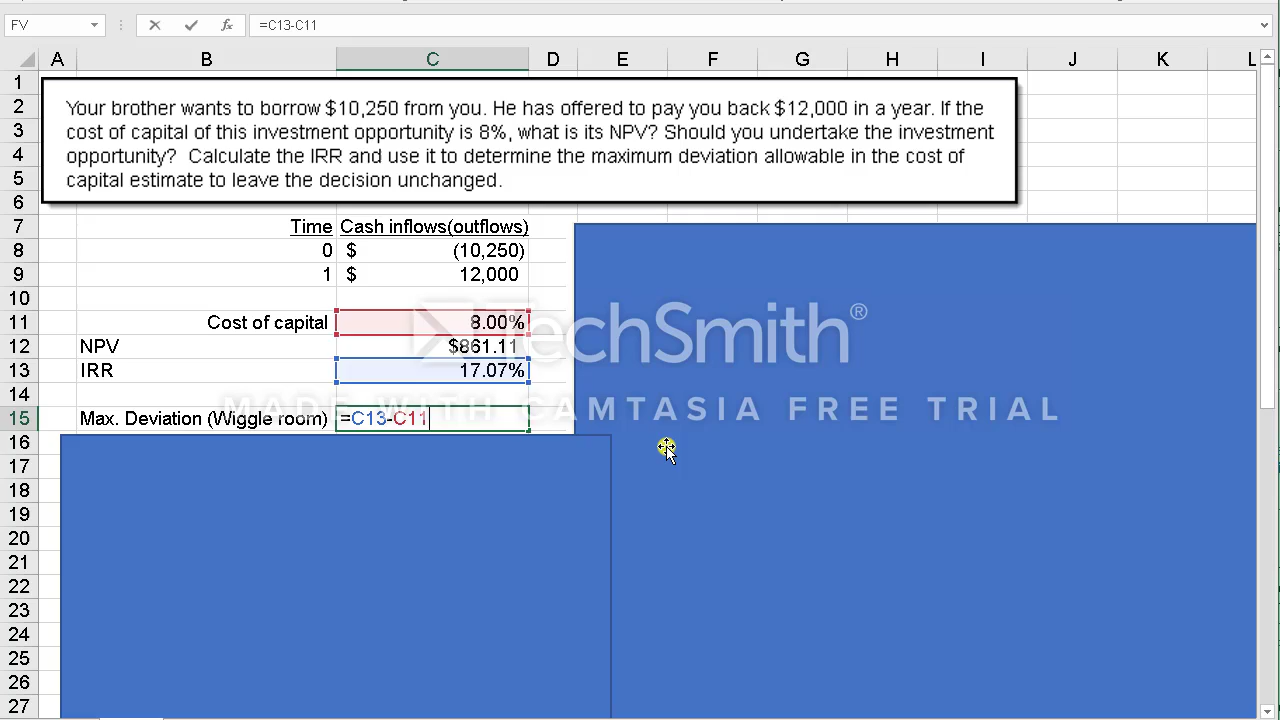 FV
=C13-C11
A B C D E F G H I J K L
1
2
3
4
5
6
Your brother wants to borrow $10,250 from you. He has offered to pay you back $12,000 in a year. If the
cost of capital of this investment opportunity is 8%, what is its NPV? Should you undertake the investment
opportunity?  Calculate the IRR and use it to determine the maximum deviation allowable in the cost of
capital estimate to leave the decision unchanged.
7 Time Cash inflows(outflows)
8 0 $ (10,250)
9 1 $ 12,000
10
11 Cost of capital 8.00%
12 NPV $861.11
13 IRR 17.07%
14
15 Max. Deviation (Wiggle room) =C13-C11
16
17
18
19
20
21
22
23
24
25
26
27
TechSmith®
MADE WITH CAMTASIA FREE TRIAL